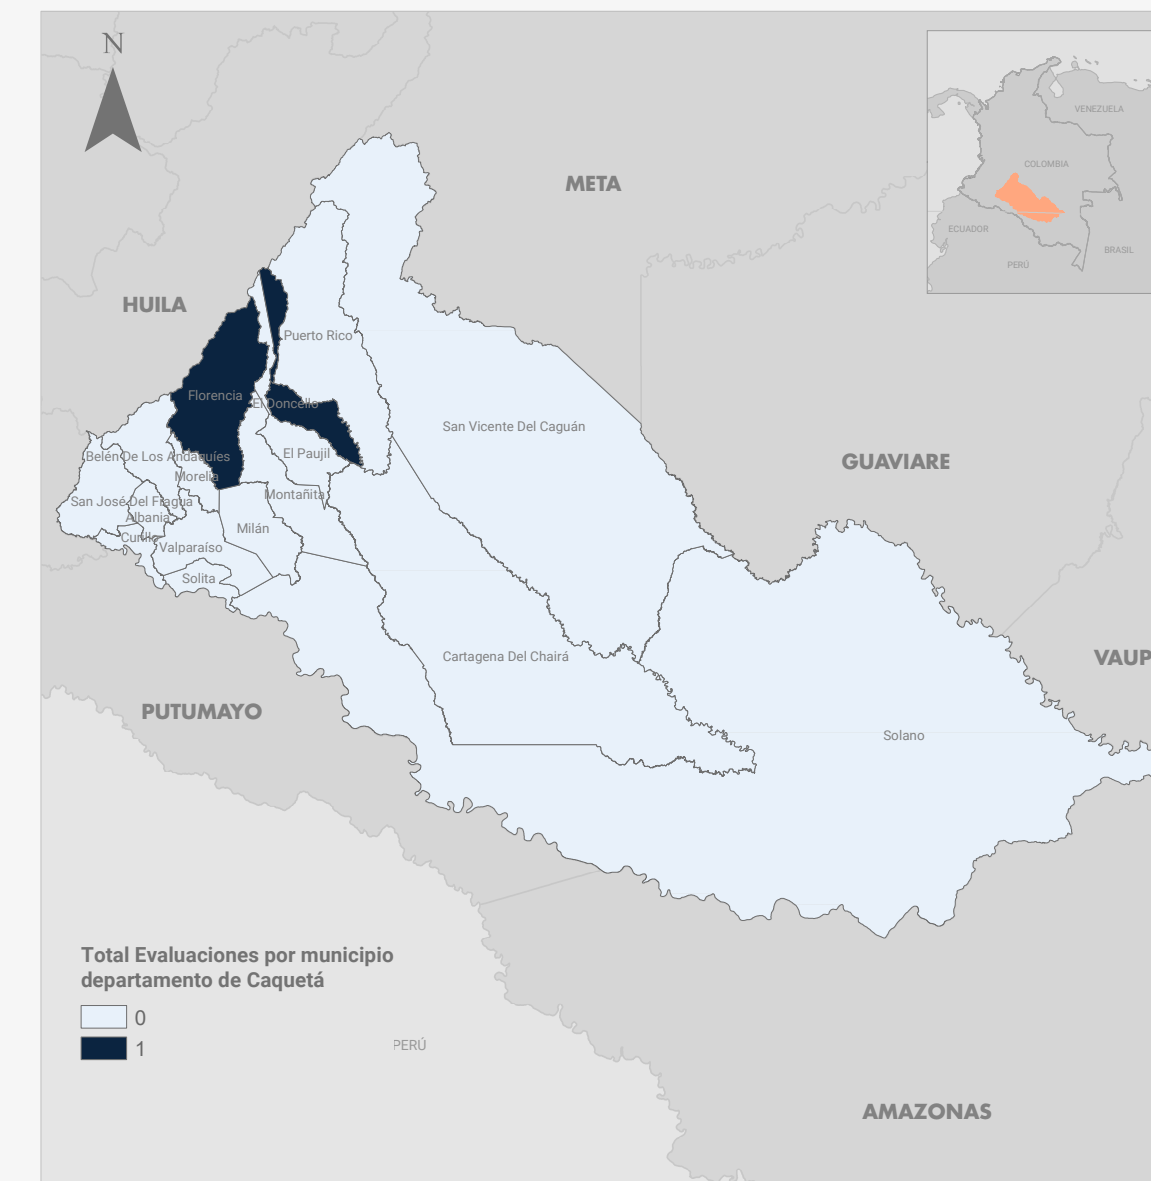 N
VENEZUELA
COLOMBIA
ECUADOR
BRASIL
PERÚ
META
HUILA
Puerto Rico
Florencia
El Doncello
San Vicente Del Caguán
El Paujil
Belén De Los Andaquíes
GUAVIARE
Morelia
Montañita
San José Del Fragua
Albania
Milán
Curillo
Valparaíso
Solita
Cartagena Del Chairá
VAUP
PUTUMAYO
Solano
Total Evaluaciones por municipio
departamento de Caquetá
0
1
PERÚ
AMAZONAS